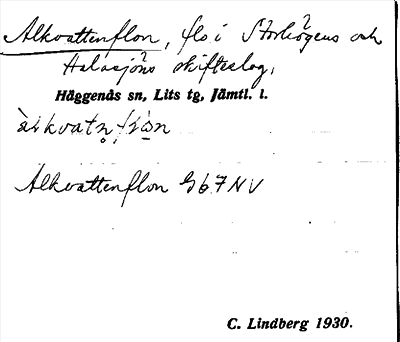 Alkvattenflon, flo i Storhögens och
Halasjöns skifteslag,
Häggenås sn, Lits tg, Jämtl. l.
Alkvattenflon G67NV
C. Lindberg 1930.